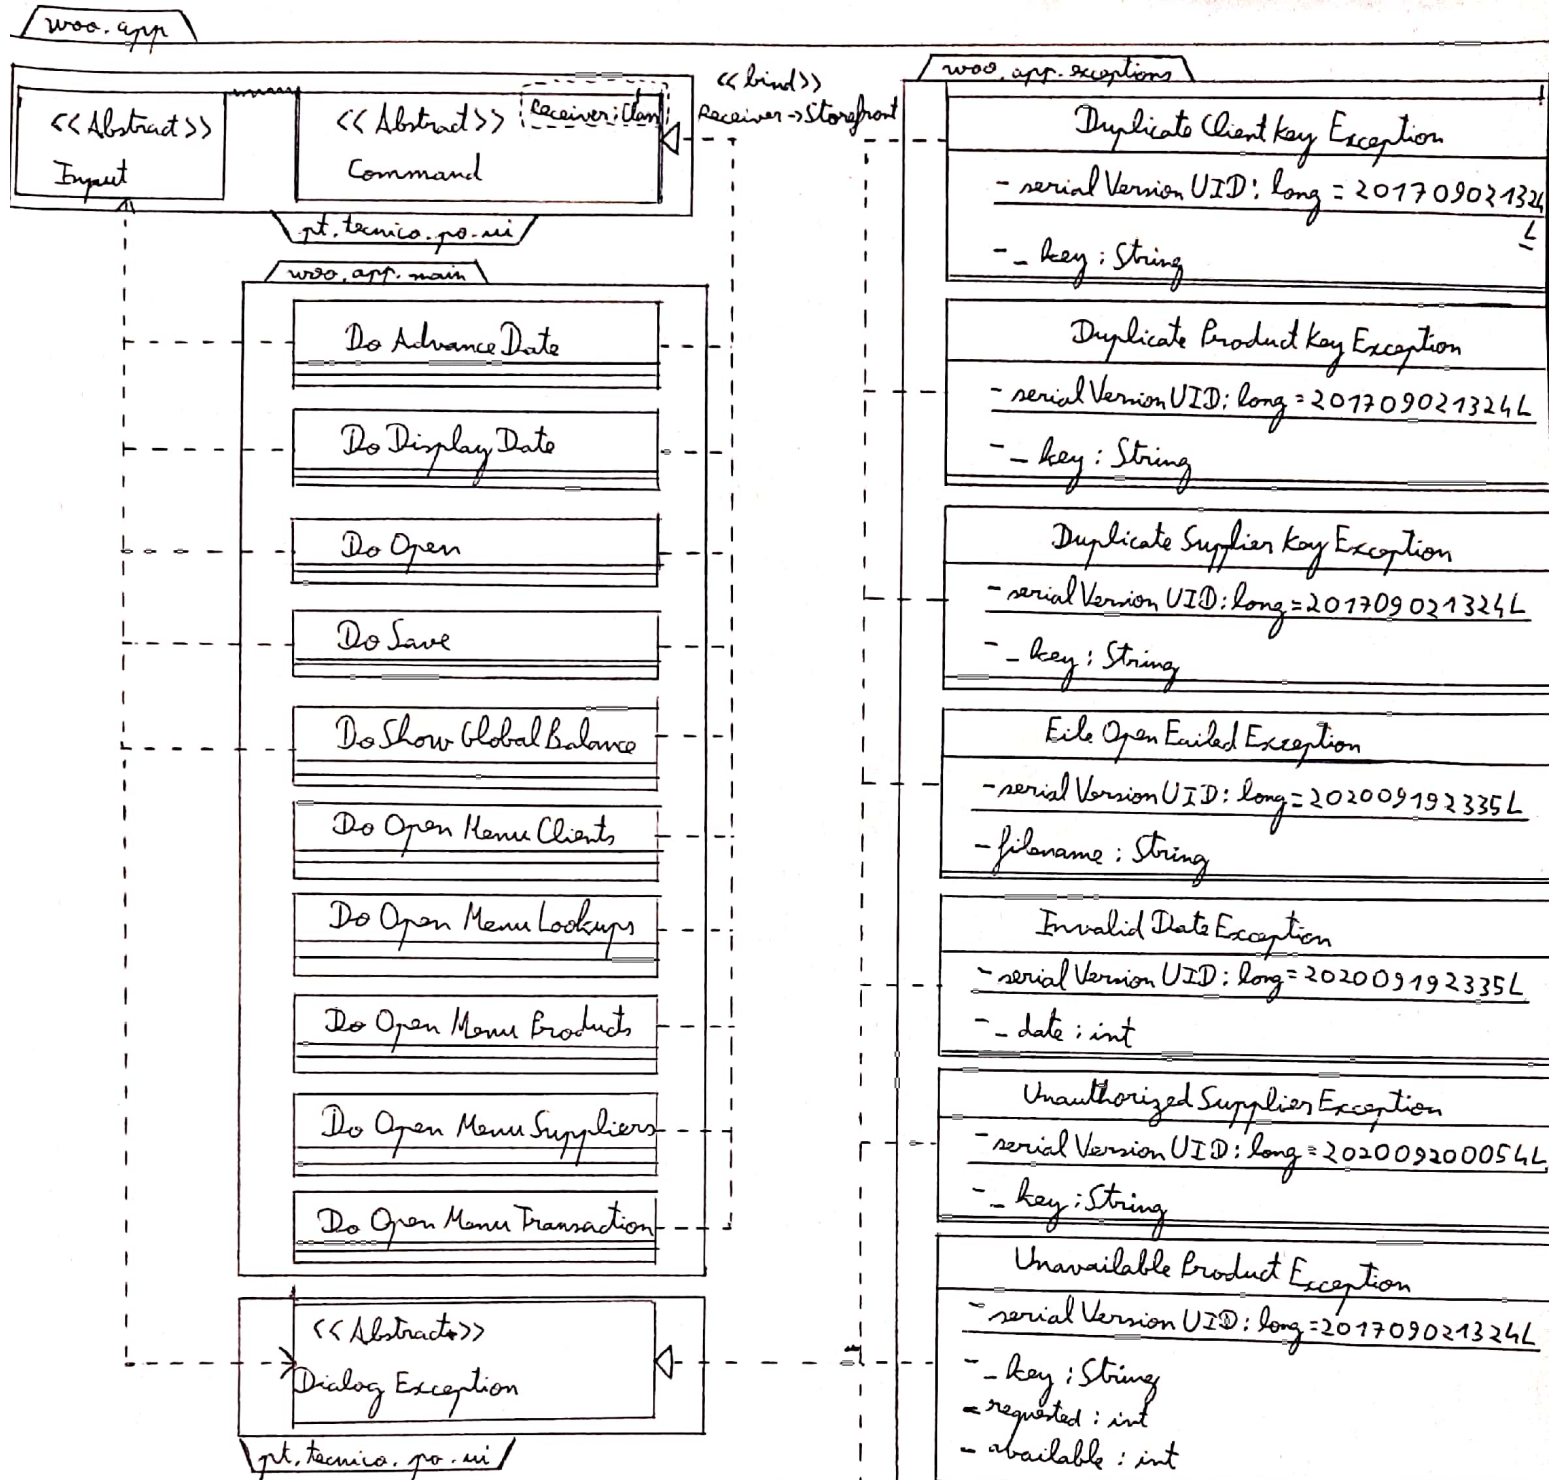 woo.app
<<Abstract>>
Input
<<Abstract>>
Command
Receiver:Class
<<bind>>
Receiver->Storefront
pt.tecnico.po.ui
woo.app.main
Do Advance Date
Do Display Date
Do Open
Do Save
Do Show Global Balance
Do Open Menu Clients
Do Open Menu Lookups
Do Open Menu Products
Do Open Menu Suppliers
Do Open Menu Transaction
<<Abstract>>
Dialog Exception
pt.tecnico.po.ui
woo.app.exceptions
Duplicate Client Key Exception
- serial Version UID: long = 201709021324
L
- _ key: String
Duplicate Product Key Exception
- serial Version UID: long = 201709021324L
- _ key: String
Duplicate Supplier Key Exception
- serial Version UID: long = 201709021324L
- _ key: String
File Open Failed Exception
- serial Version UID: long = 202009192335L
- filename: String
Invalid Date Exception
- serial Version UID: long = 202009192335L
- _ date: int
Unauthorized Supplier Exception
- serial Version UID: long = 202009200054L
- _ key: String
Unavailable Product Exception
- serial Version UID: long = 201709021324L
- _ key: String
- requested: int
- available: int